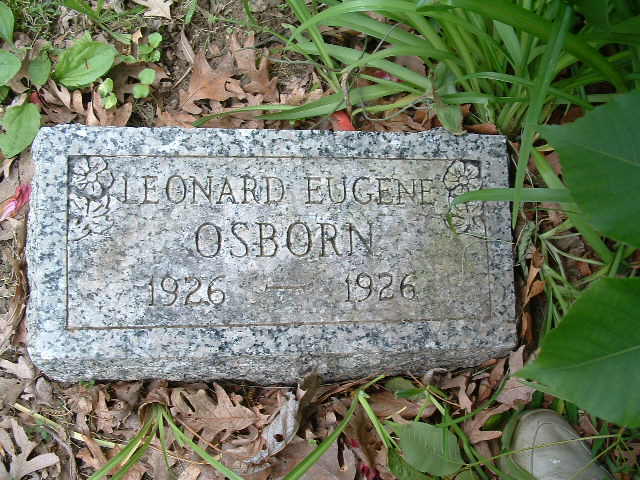 LEONARD EUGENE
OSBORN
1926 — 1926